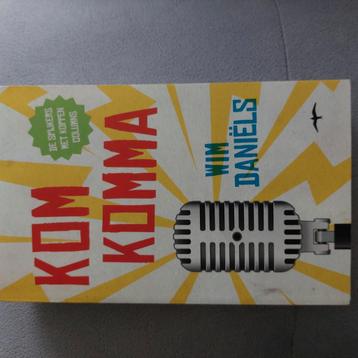 DE SPIJKERS
MET KOPPEN
COLUMNS
KOM
KOMMA
WIM
DANIËLS